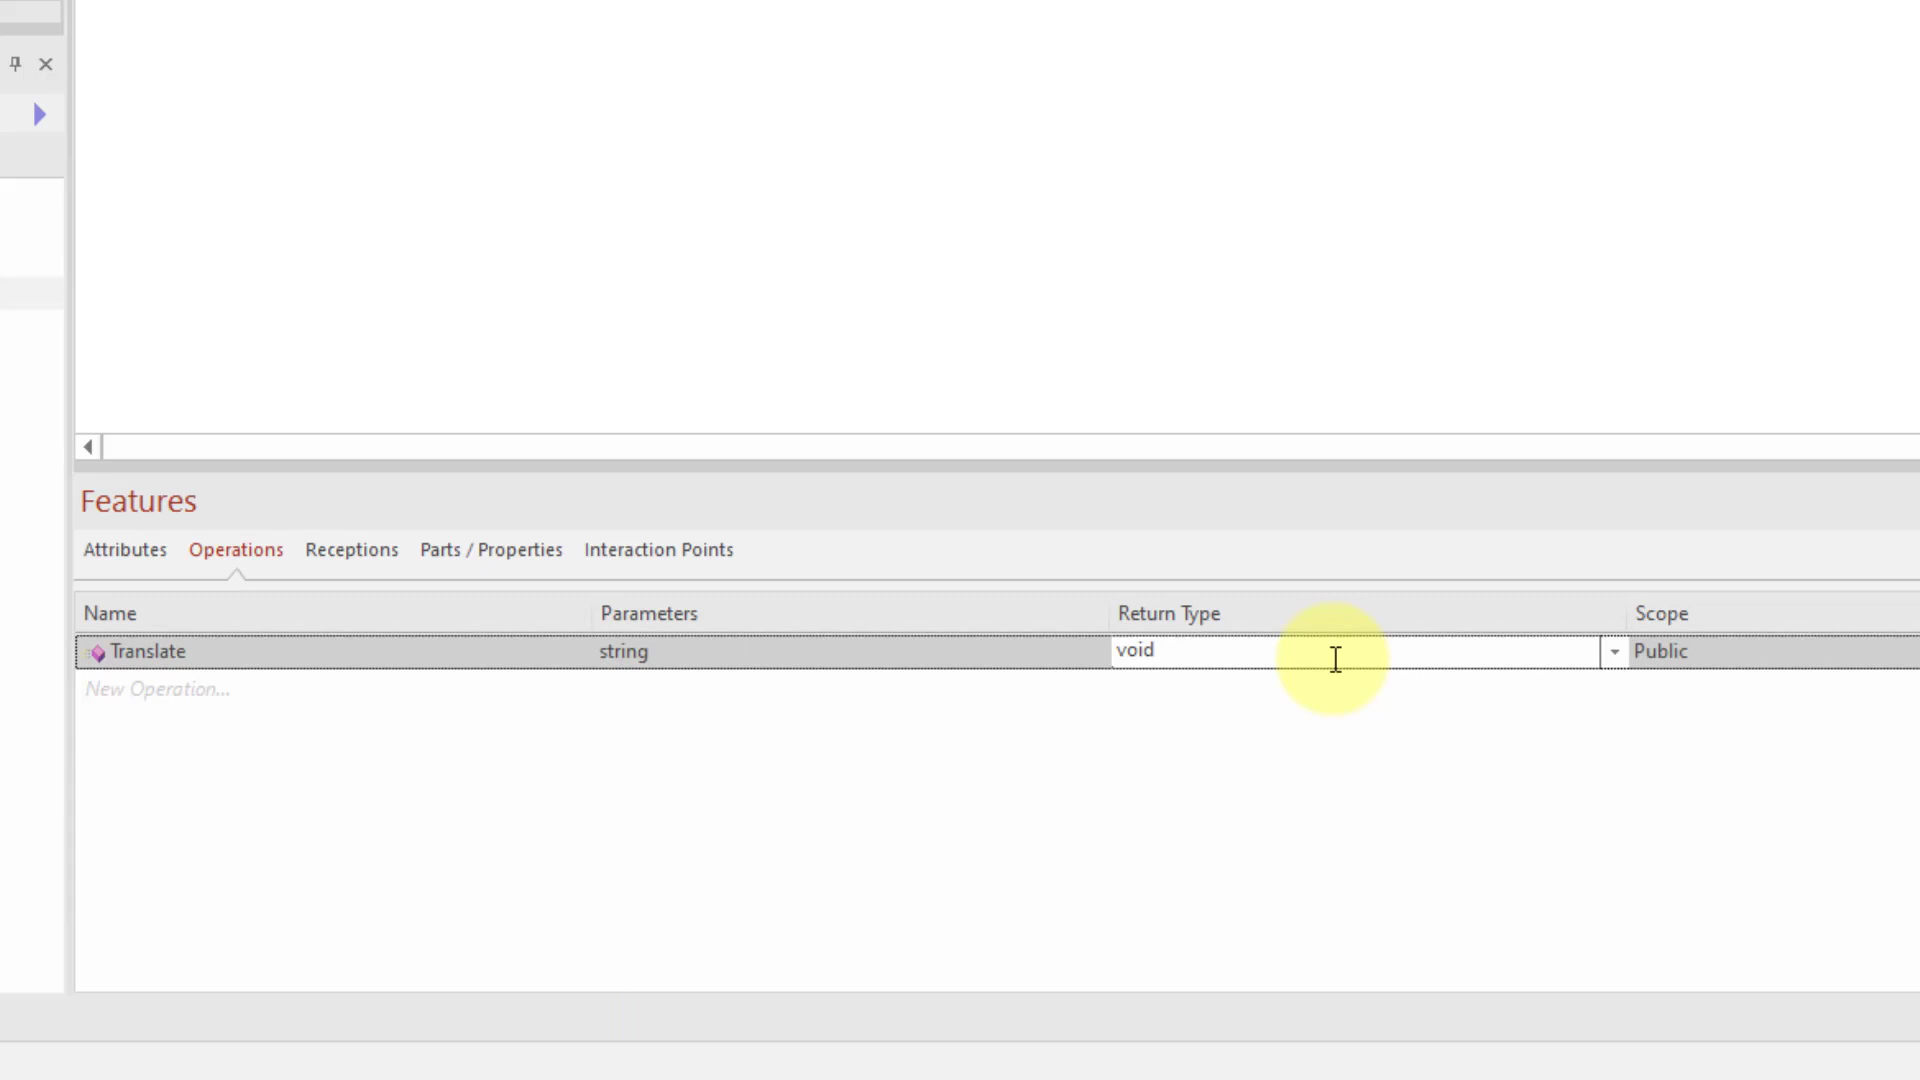 Features
Attributes Operations Receptions Parts / Properties Interaction Points
Name Parameters Return Type Scope
Translate string void Public
New Operation...